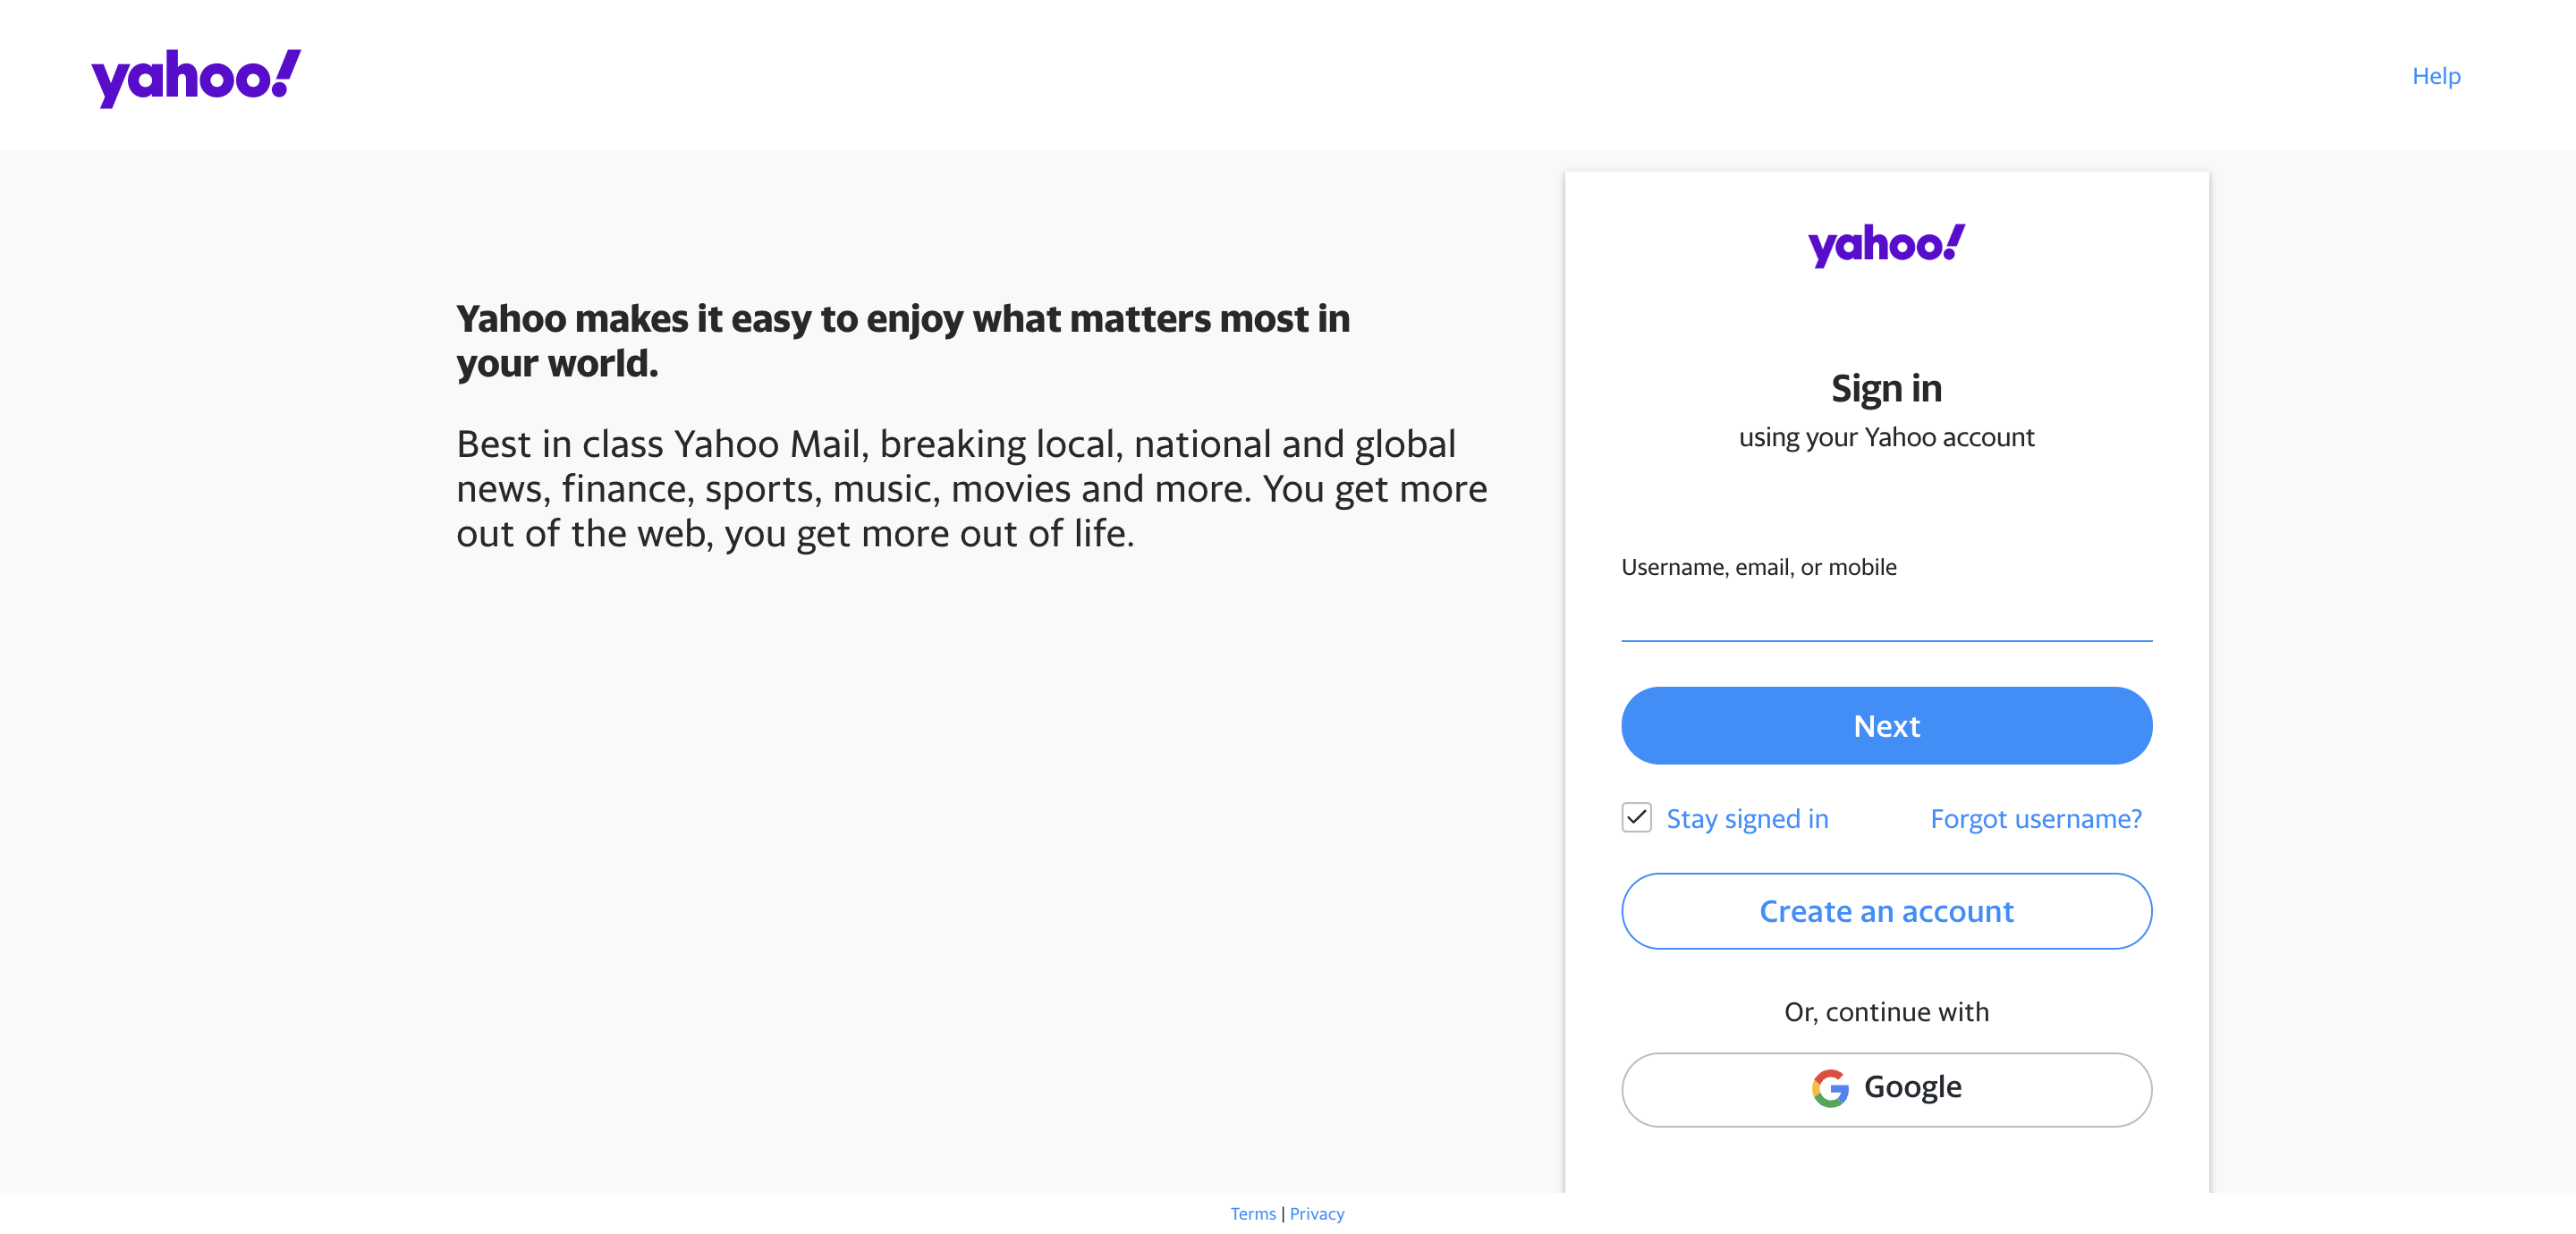 yahoo!
Help
Yahoo makes it easy to enjoy what matters most in
your world.
Best in class Yahoo Mail, breaking local, national and global
news, finance, sports, music, movies and more. You get more
out of the web, you get more out of life.
yahoo!
Sign in
using your Yahoo account
Username, email, or mobile
Next
Stay signed in
Forgot username?
Create an account
Or, continue with
Google
Terms | Privacy